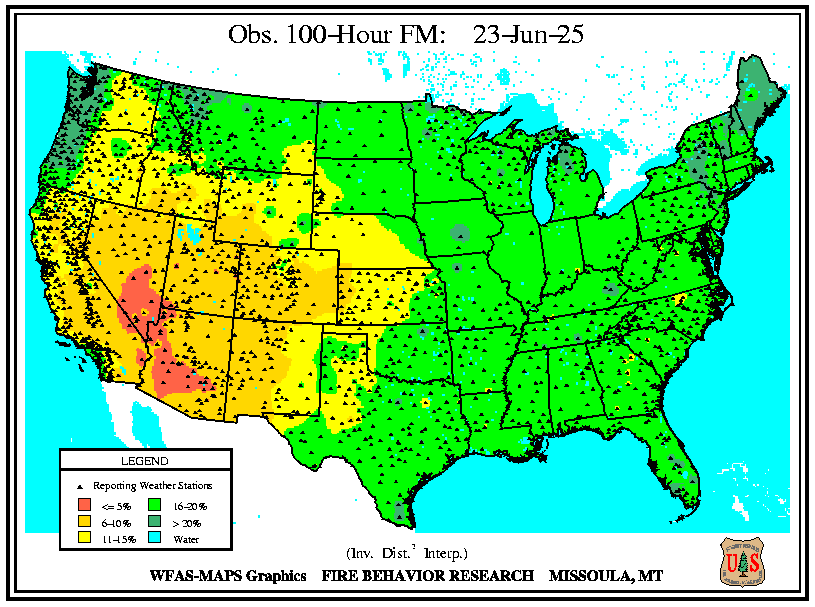 Obs. 100-Hour FM: 23-Jun-25
LEGEND
Reporting Weather Stations
<= 5%
16-20%
6-10%
> 20%
11-15%
Water
(Inv. Dist.² Interp.)
WFAS-MAPS Graphics FIRE BEHAVIOR RESEARCH MISSOULA, MT
U S